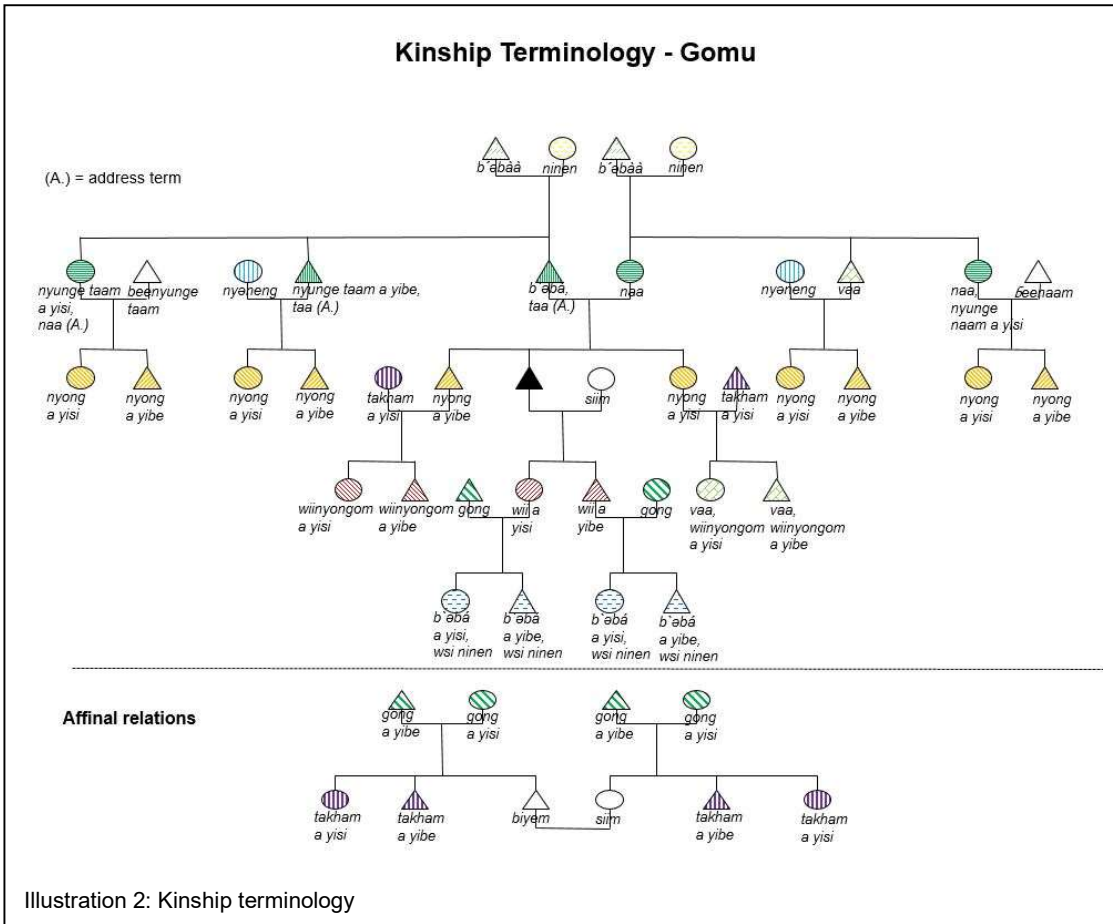 Kinship Terminology - Gomu
(A.) = address term
b´əbàà
ninen
b´əbàà
ninen
nyunge taam
a yisi,
naa (A.)
beenyunge
taam
nyəneng
nyunge taam a yibe,
taa (A.)
b`əbà,
taa (A.)
naa
nyəneng
vaa
naa,
nyunge
naam a yisi
ɓeenaam
nyong
a yisi
nyong
a yibe
nyong
a yisi
nyong
a yibe
takham
a yisi
nyong
a yibe
siim
nyong
a yisi
takham
a yisi
nyong
a yisi
nyong
a yibe
nyong
a yisi
nyong
a yibe
wiinyongom
a yisi
wiinyongom
a yibe
gong
wii a
yisi
wii a
yibe
gong
vaa,
wiinyongom
a yisi
vaa,
wiinyongom
a yibe
b`əbá
a yisi,
wsi ninen
b`əbá
a yibe,
wsi ninen
b`əbá
a yisi,
wsi ninen
b`əbá
a yibe,
wsi ninen
Affinal relations
gong
a yibe
gong
a yisi
gong
a yibe
gong
a yisi
takham
a yisi
takham
a yibe
biyem
siim
takham
a yibe
takham
a yisi
Illustration 2: Kinship terminology